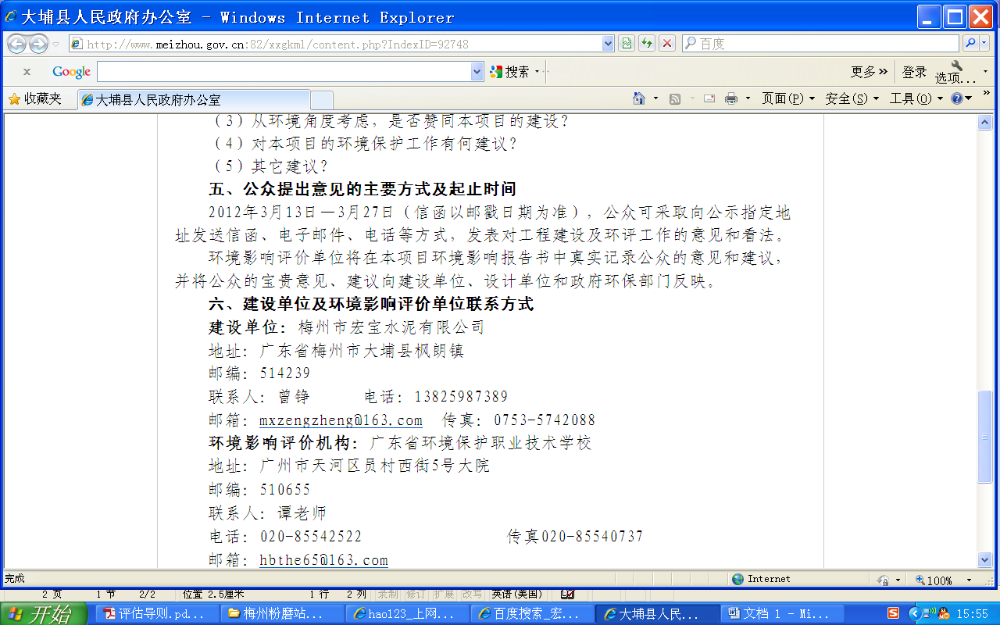 大埔县人民政府办公室 - Windows Internet Explorer
http://www.meizhou.gov.cn:82/xxgkml/content.php?IndexID=92748
百度
x Google 搜索 更多 » 登录 选项...
收藏夹 大埔县人民政府办公室 页面(P) 安全(S) 工具(O) »
（3）从环境角度考虑，是否赞同本项目的建设？
（4）对本项目的环境保护工作有何建议？
（5）其它建议？
五、公众提出意见的主要方式及起止时间
2012年3月13日—3月27日（信函以邮戳日期为准），公众可采取向公示指定地
址发送信函、电子邮件、电话等方式，发表对工程建设及环评工作的意见和看法。
环境影响评价单位将在本项目环境影响报告书中真实记录公众的意见和建议，
并将公众的宝贵意见、建议向建设单位、设计单位和政府环保部门反映。
六、建设单位及环境影响评价单位联系方式
建设单位：梅州市宏宝水泥有限公司
地址：广东省梅州市大埔县枫朗镇
邮编：514239
联系人：曾铮 电话：13825987389
邮箱：mxzengzheng@163.com 传真：0753-5742088
环境影响评价机构：广东省环境保护职业技术学校
地址：广州市天河区员村西街5号大院
邮编：510655
联系人：谭老师
电话：020-85542522 传真020-85540737
邮箱：hbthe65@163.com
完成 Internet 100%
2 页 1 节 2/2 位置 2.5厘米 1 行 2 列 录制 修订 扩展 改写 英语(美国)
开始 评估导则.pd... 梅州粉磨站... hao123_上网... 百度搜索_宏... 大埔县人民... 文档 1 - Mi... 15:55